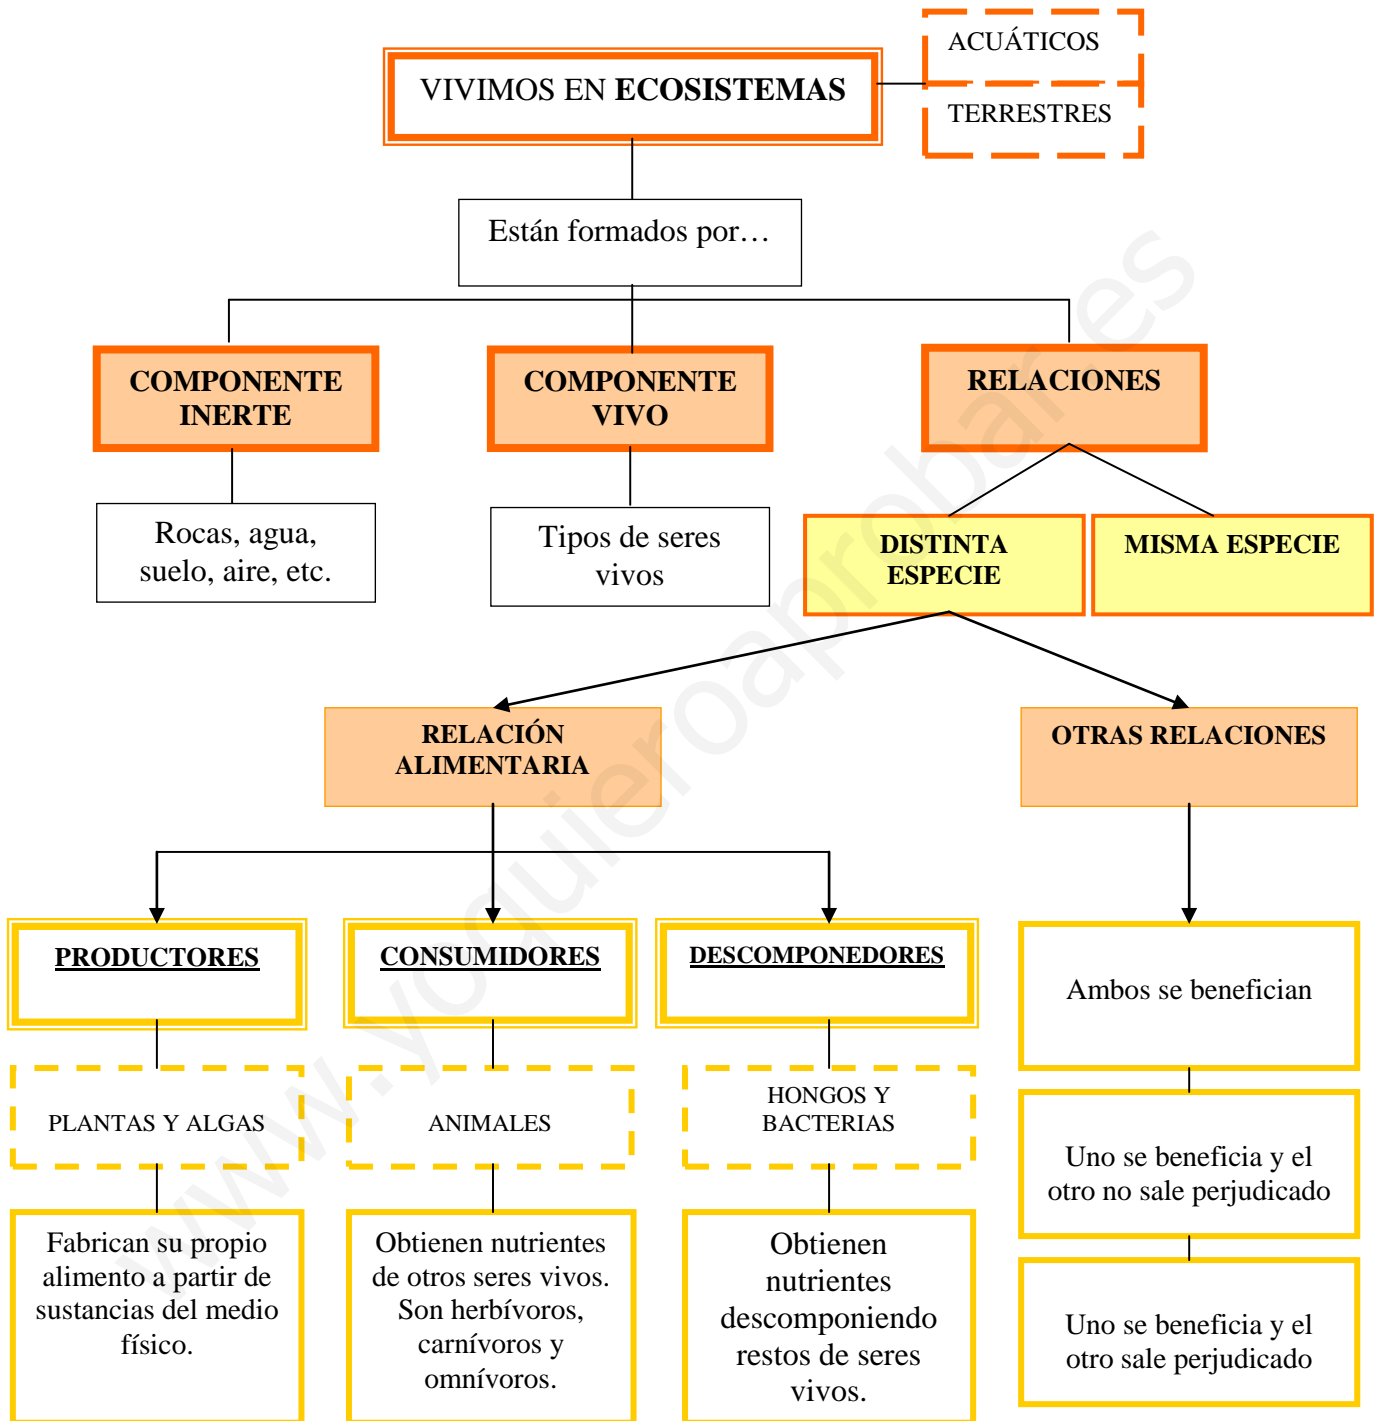 ACUÁTICOS
VIVIMOS EN ECOSISTEMAS
TERRESTRES
Están formados por…
COMPONENTE
INERTE
COMPONENTE
VIVO
RELACIONES
Rocas, agua,
suelo, aire, etc.
Tipos de seres
vivos
DISTINTA
ESPECIE
MISMA ESPECIE
RELACIÓN
ALIMENTARIA
OTRAS RELACIONES
PRODUCTORES
CONSUMIDORES
DESCOMPONEDORES
Ambos se benefician
PLANTAS Y ALGAS
ANIMALES
HONGOS Y
BACTERIAS
Uno se beneficia y el
otro no sale perjudicado
Fabrican su propio
alimento a partir de
sustancias del medio
físico.
Obtienen nutrientes
de otros seres vivos.
Son herbívoros,
carnívoros y
omnívoros.
Obtienen
nutrientes
descomponiendo
restos de seres
vivos.
Uno se beneficia y el
otro sale perjudicado
www.yoquieroaprobar.es